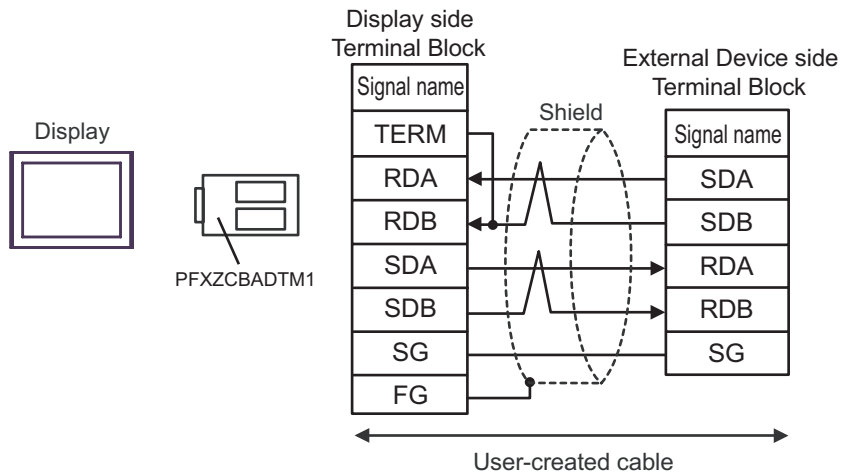 Display side
Terminal Block
External Device side
Terminal Block
Display
PFXZCBADTM1
Shield
Signal name
TERM
RDA
RDB
SDA
SDB
SG
FG
Signal name
SDA
SDB
RDA
RDB
SG
User-created cable